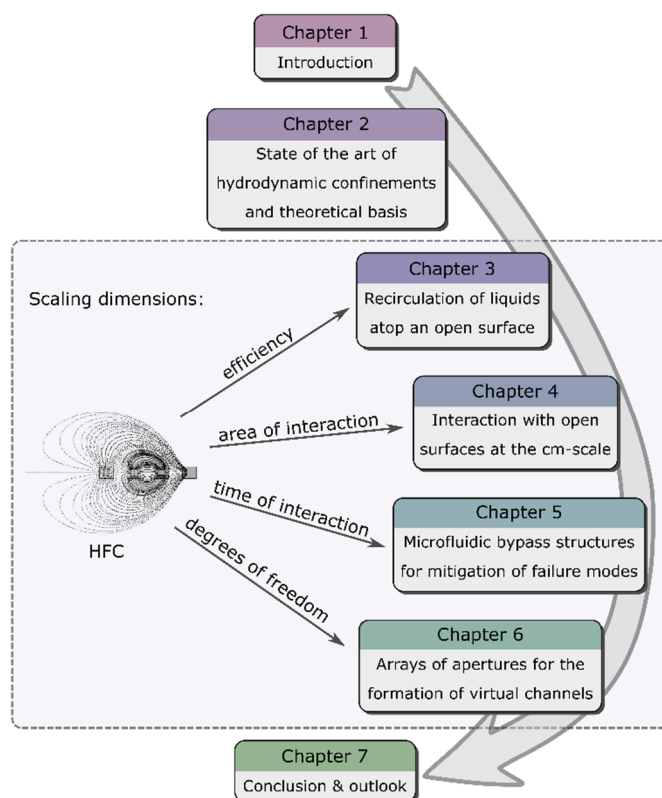 Chapter 1
Introduction
Chapter 2
State of the art of
hydrodynamic confinements
and theoretical basis
Scaling dimensions:
Chapter 3
Recirculation of liquids
atop an open surface
efficiency
Chapter 4
Interaction with open
surfaces at the cm-scale
area of interaction
Chapter 5
Microfluidic bypass structures
for mitigation of failure modes
time of interaction
HFC
degrees of freedom
Chapter 6
Arrays of apertures for the
formation of virtual channels
Chapter 7
Conclusion & outlook